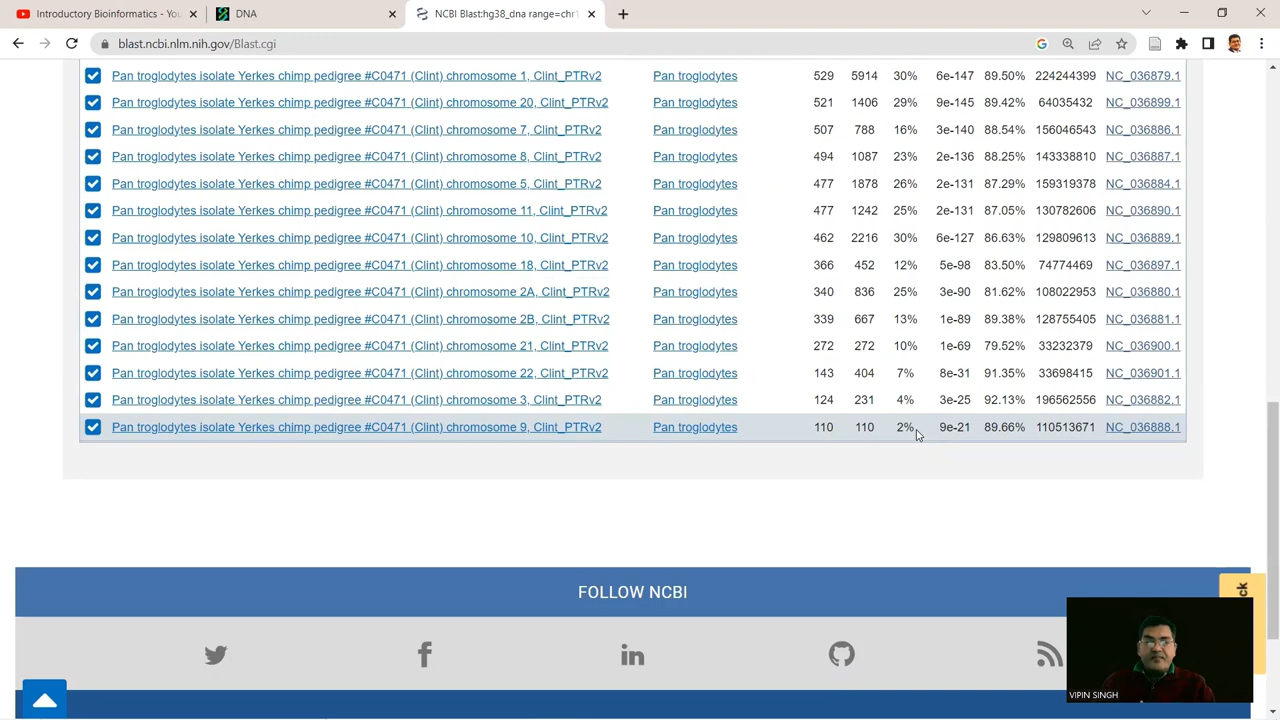 Introductory Bioinformatics - You
DNA
NCBI Blast:hg38_dna range=chr1
blast.ncbi.nlm.nih.gov/Blast.cgi
Pan troglodytes isolate Yerkes chimp pedigree #C0471 (Clint) chromosome 1, Clint_PTRv2 Pan troglodytes 529 5914 30% 6e-147 89.50% 224244399 NC_036879.1
Pan troglodytes isolate Yerkes chimp pedigree #C0471 (Clint) chromosome 20, Clint_PTRv2 Pan troglodytes 521 1406 29% 9e-145 89.42% 64035432 NC_036899.1
Pan troglodytes isolate Yerkes chimp pedigree #C0471 (Clint) chromosome 7, Clint_PTRv2 Pan troglodytes 507 788 16% 3e-140 88.54% 156046543 NC_036886.1
Pan troglodytes isolate Yerkes chimp pedigree #C0471 (Clint) chromosome 8, Clint_PTRv2 Pan troglodytes 494 1087 23% 2e-136 88.25% 143338810 NC_036887.1
Pan troglodytes isolate Yerkes chimp pedigree #C0471 (Clint) chromosome 5, Clint_PTRv2 Pan troglodytes 477 1878 26% 2e-131 87.29% 159319378 NC_036884.1
Pan troglodytes isolate Yerkes chimp pedigree #C0471 (Clint) chromosome 11, Clint_PTRv2 Pan troglodytes 477 1242 25% 2e-131 87.05% 130782606 NC_036890.1
Pan troglodytes isolate Yerkes chimp pedigree #C0471 (Clint) chromosome 10, Clint_PTRv2 Pan troglodytes 462 2216 30% 6e-127 86.63% 129809613 NC_036889.1
Pan troglodytes isolate Yerkes chimp pedigree #C0471 (Clint) chromosome 18, Clint_PTRv2 Pan troglodytes 366 452 12% 5e-98 83.50% 74774469 NC_036897.1
Pan troglodytes isolate Yerkes chimp pedigree #C0471 (Clint) chromosome 2A, Clint_PTRv2 Pan troglodytes 340 836 25% 3e-90 81.62% 108022953 NC_036880.1
Pan troglodytes isolate Yerkes chimp pedigree #C0471 (Clint) chromosome 2B, Clint_PTRv2 Pan troglodytes 339 667 13% 1e-89 89.38% 128755405 NC_036881.1
Pan troglodytes isolate Yerkes chimp pedigree #C0471 (Clint) chromosome 21, Clint_PTRv2 Pan troglodytes 272 272 10% 1e-69 79.52% 33232379 NC_036900.1
Pan troglodytes isolate Yerkes chimp pedigree #C0471 (Clint) chromosome 22, Clint_PTRv2 Pan troglodytes 143 404 7% 8e-31 91.35% 33698415 NC_036901.1
Pan troglodytes isolate Yerkes chimp pedigree #C0471 (Clint) chromosome 3, Clint_PTRv2 Pan troglodytes 124 231 4% 3e-25 92.13% 196562556 NC_036882.1
Pan troglodytes isolate Yerkes chimp pedigree #C0471 (Clint) chromosome 9, Clint_PTRv2 Pan troglodytes 110 110 2% 9e-21 89.66% 110513671 NC_036888.1
FOLLOW NCBI
ck
VIPIN SINGH